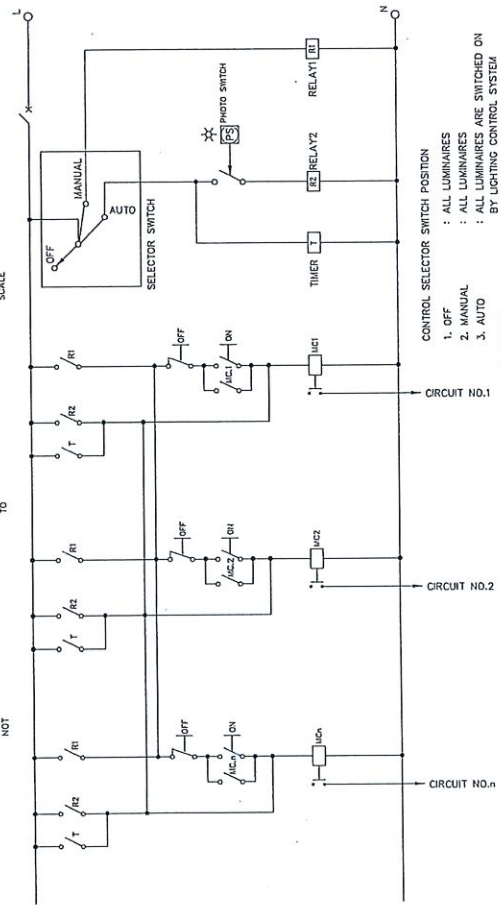 NOT TO SCALE
L
N
OFF
MANUAL
AUTO
SELECTOR SWITCH
PHOTO SWITCH
PS
R1
RELAY1
R2
RELAY2
T
TIMER
T
R2
R1
OFF
ON
MC.1
MC1
CIRCUIT NO.1
T
R2
R1
OFF
ON
MC.2
MC2
CIRCUIT NO.2
T
R2
R1
OFF
ON
MC.n
MCn
CIRCUIT NO.n
CONTROL SELECTOR SWITCH POSITION
1. OFF : ALL LUMINAIRES
2. MANUAL : ALL LUMINAIRES
3. AUTO : ALL LUMINAIRES ARE SWITCHED ON
BY LIGHTING CONTROL SYSTEM